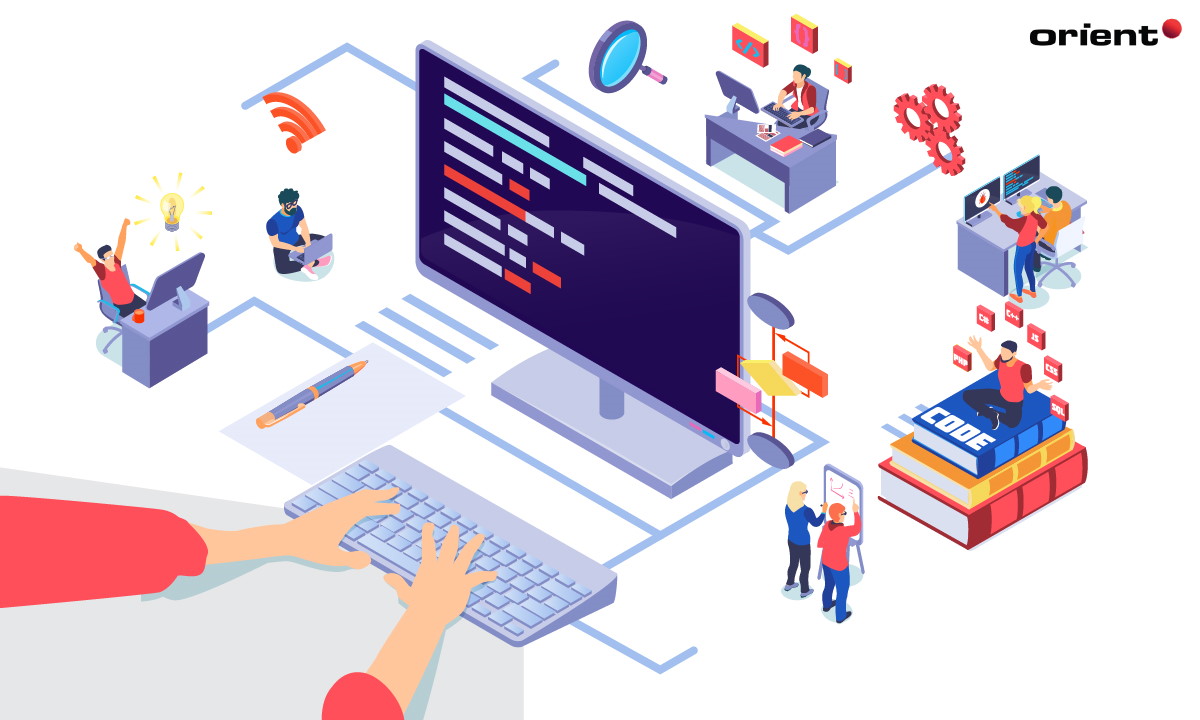 orient
</>
{}
C#
C++
JS
PHP
CSS
SQL
CODE